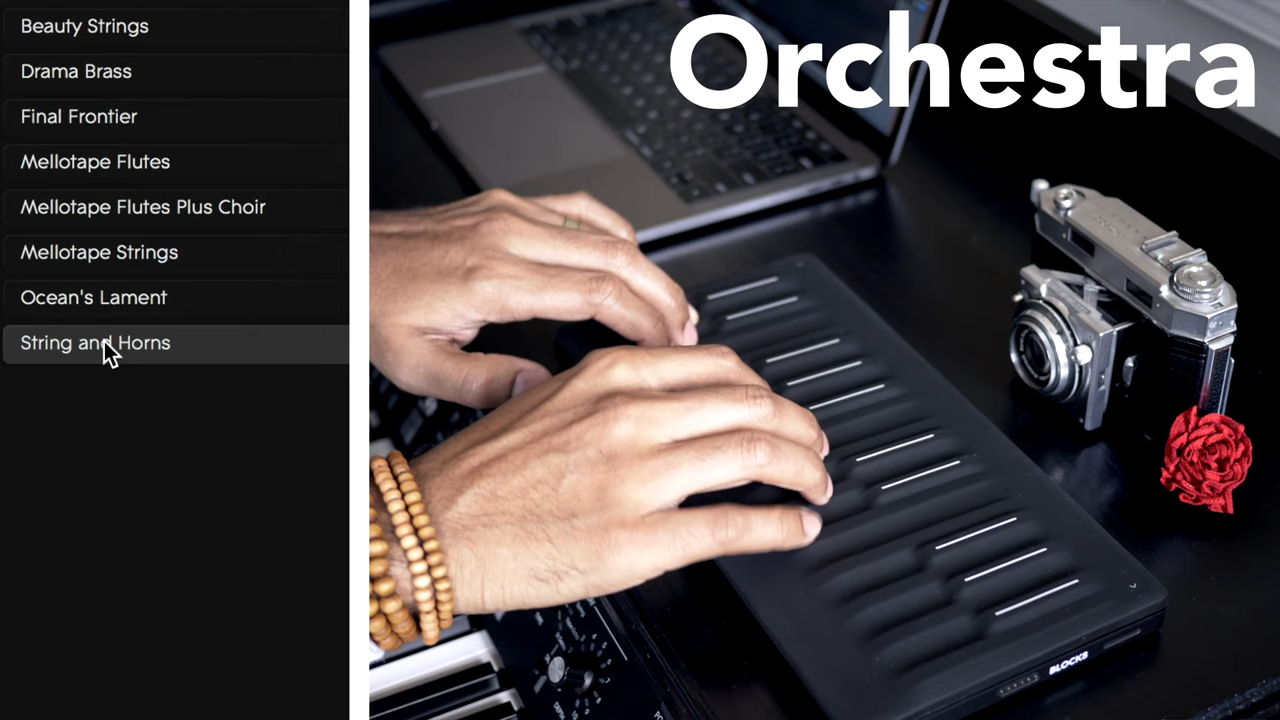 Beauty Strings
Drama Brass
Final Frontier
Mellotape Flutes
Mellotape Flutes Plus Choir
Mellotape Strings
Ocean's Lament
String and Horns
Orchestra
BLOCKS